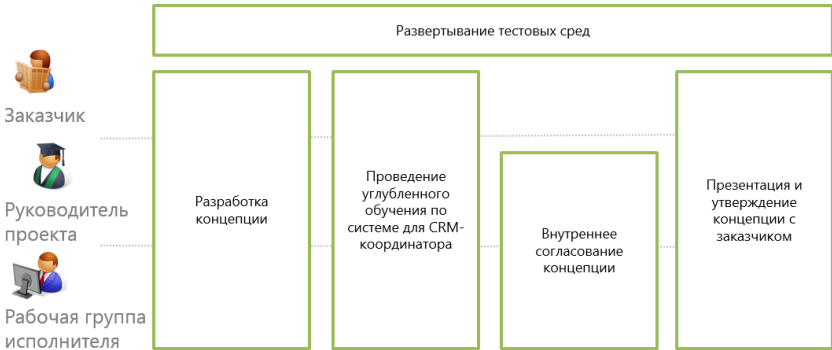 Развертывание тестовых сред
Заказчик
Руководитель
проекта
Рабочая группа
исполнителя
Разработка
концепции
Проведение
углубленного
обучения по
системе для CRM-
координатора
Внутреннее
согласование
концепции
Презентация и
утверждение
концепции с
заказчиком